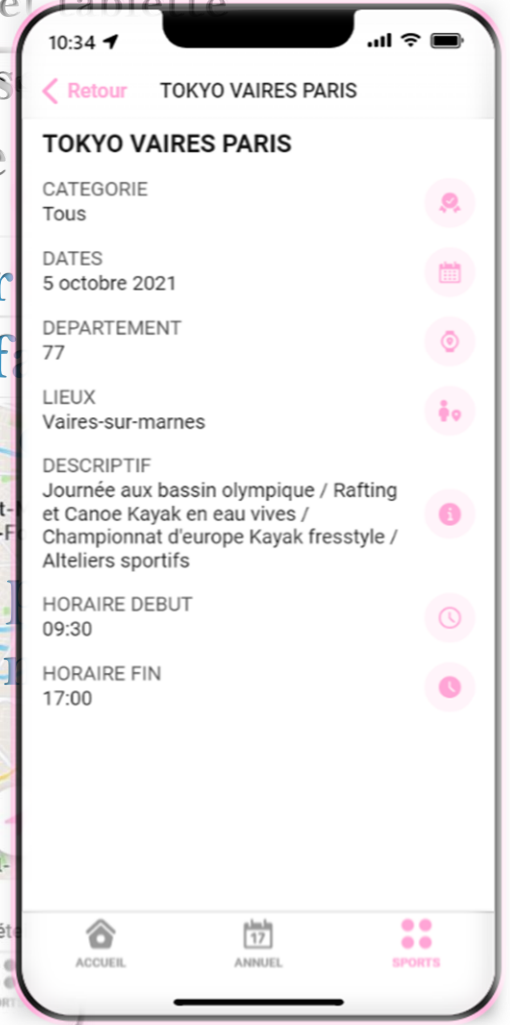 et tablette
10:34
Retour TOKYO VAIRES PARIS
TOKYO VAIRES PARIS
CATEGORIE
Tous
DATES
5 octobre 2021
DEPARTEMENT
77
LIEUX
Vaires-sur-marnes
DESCRIPTIF
Journée aux bassin olympique / Rafting
et Canoe Kayak en eau vives /
Championnat d'europe Kayak fresstyle /
Alteliers sportifs
HORAIRE DEBUT
09:30
HORAIRE FIN
17:00
17
ACCUEIL ANNUEL SPORTS